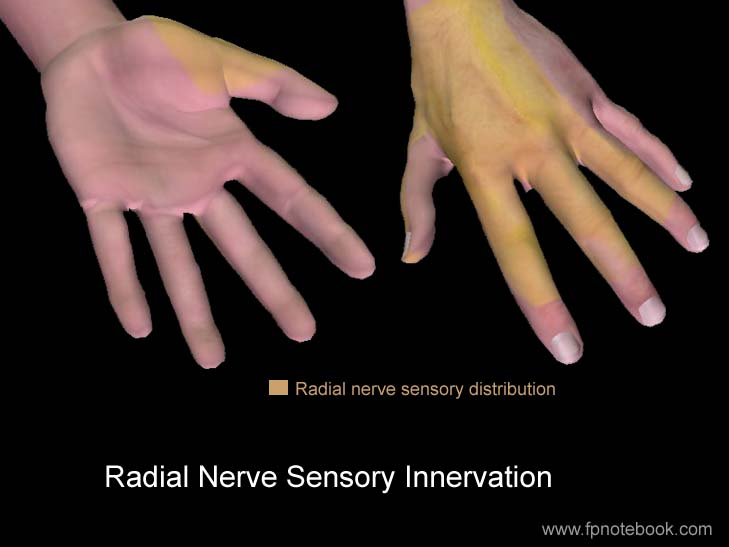 Radial nerve sensory distribution
Radial Nerve Sensory Innervation
www.fpnotebook.com